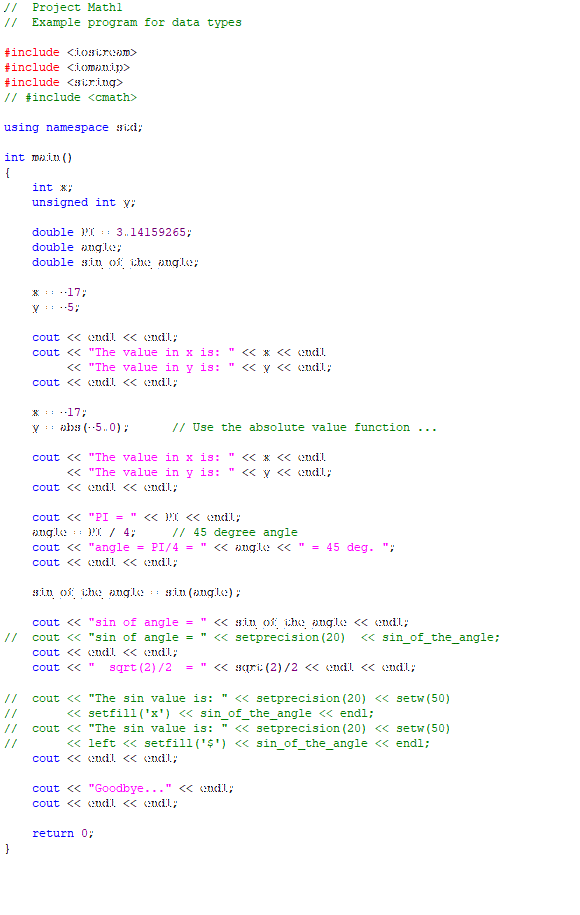 //  Project Math1
//  Example program for data types
#include <iostream>
#include <iomanip>
#include <string>
// #include <cmath>
using namespace std;
int main()
{
    int x;
    unsigned int y;
    double PI = 3.14159265;
    double angle;
    double sin_of_the_angle;
    x = -17;
    y = -5;
    cout << endl << endl;
    cout << "The value in x is: " << x << endl
         << "The value in y is: " << y << endl;
    cout << endl << endl;
    x = -17;
    y = abs(-5.0);      // Use the absolute value function ...
    cout << "The value in x is: " << x << endl
         << "The value in y is: " << y << endl;
    cout << endl << endl;
    cout << "PI = " << PI << endl;
    angle = PI / 4;     // 45 degree angle
    cout << "angle = PI/4 = " << angle << " = 45 deg. ";
    cout << endl << endl;
    sin_of_the_angle = sin(angle);
    cout << "sin of angle = " << sin_of_the_angle << endl;
//  cout << "sin of angle = " << setprecision(20)  << sin_of_the_angle;
    cout << endl << endl;
    cout << "  sqrt(2)/2  = " << sqrt(2)/2 << endl << endl;
//  cout << "The sin value is: " << setprecision(20) << setw(50)
//       << setfill('x') << sin_of_the_angle << endl;
//  cout << "The sin value is: " << setprecision(20) << setw(50)
//       << left << setfill('$') << sin_of_the_angle << endl;
    cout << endl << endl;
    cout << "Goodbye..." << endl;
    cout << endl << endl;
    return 0;
}